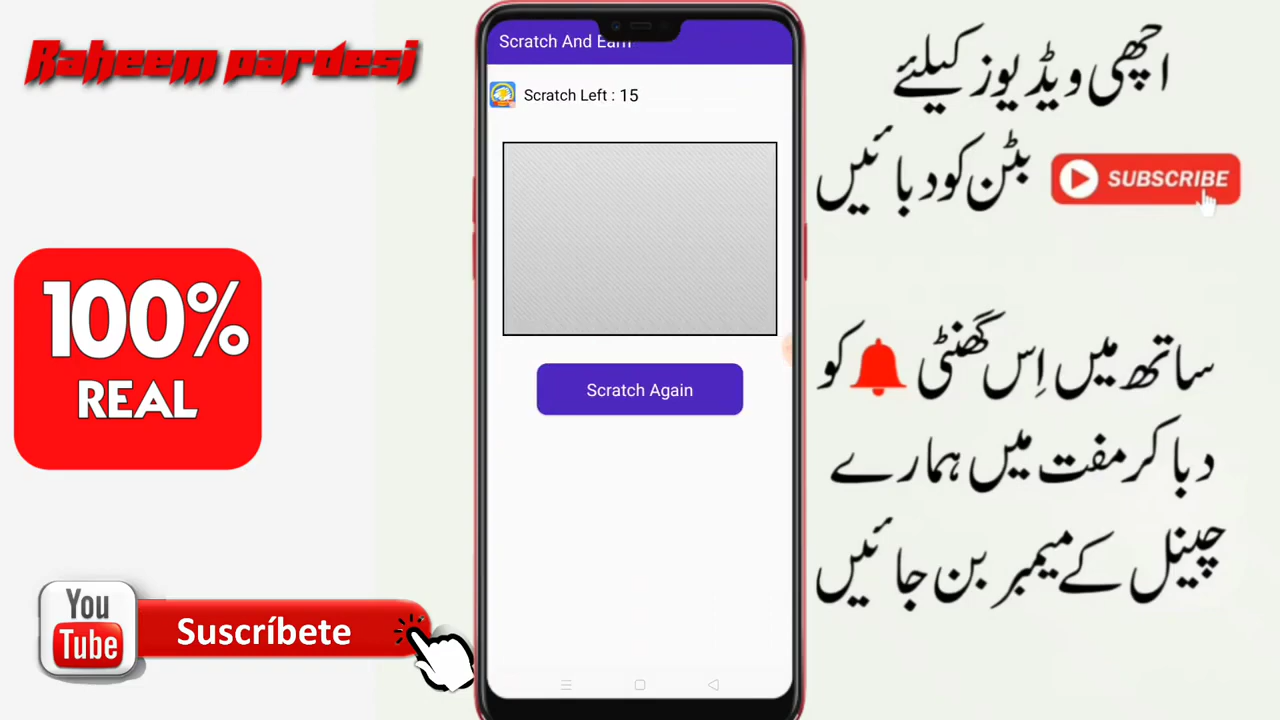 Raheem pardesi
100%
REAL
You
Tube
Suscríbete
Scratch And Earn
Scratch Left : 15
Scratch Again
اچھی ویڈیوز کیلئے
بٹن کو دبائیں
SUBSCRIBE
ساتھ میں اِس گھنٹی کو
دبا کر مفت میں ہمارے
چینل کے میمبر بن جائیں